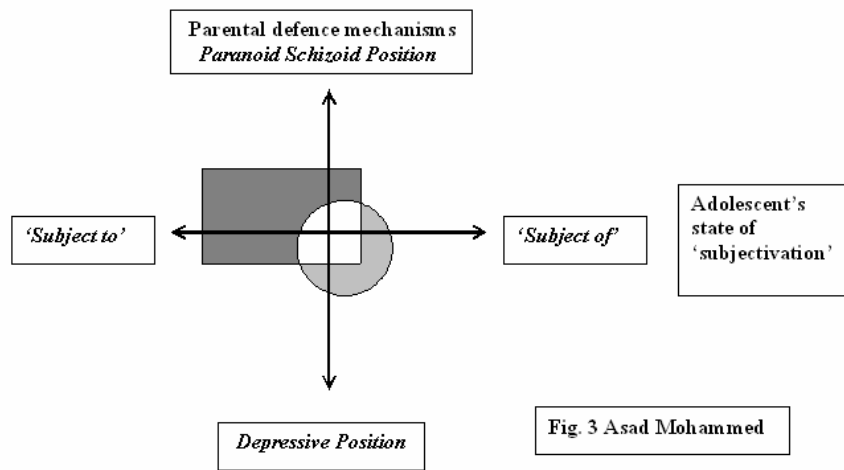 Parental defence mechanisms
Paranoid Schizoid Position
‘Subject to’
‘Subject of’
Adolescent’s
state of
‘subjectivation’
Depressive Position
Fig. 3 Asad Mohammed